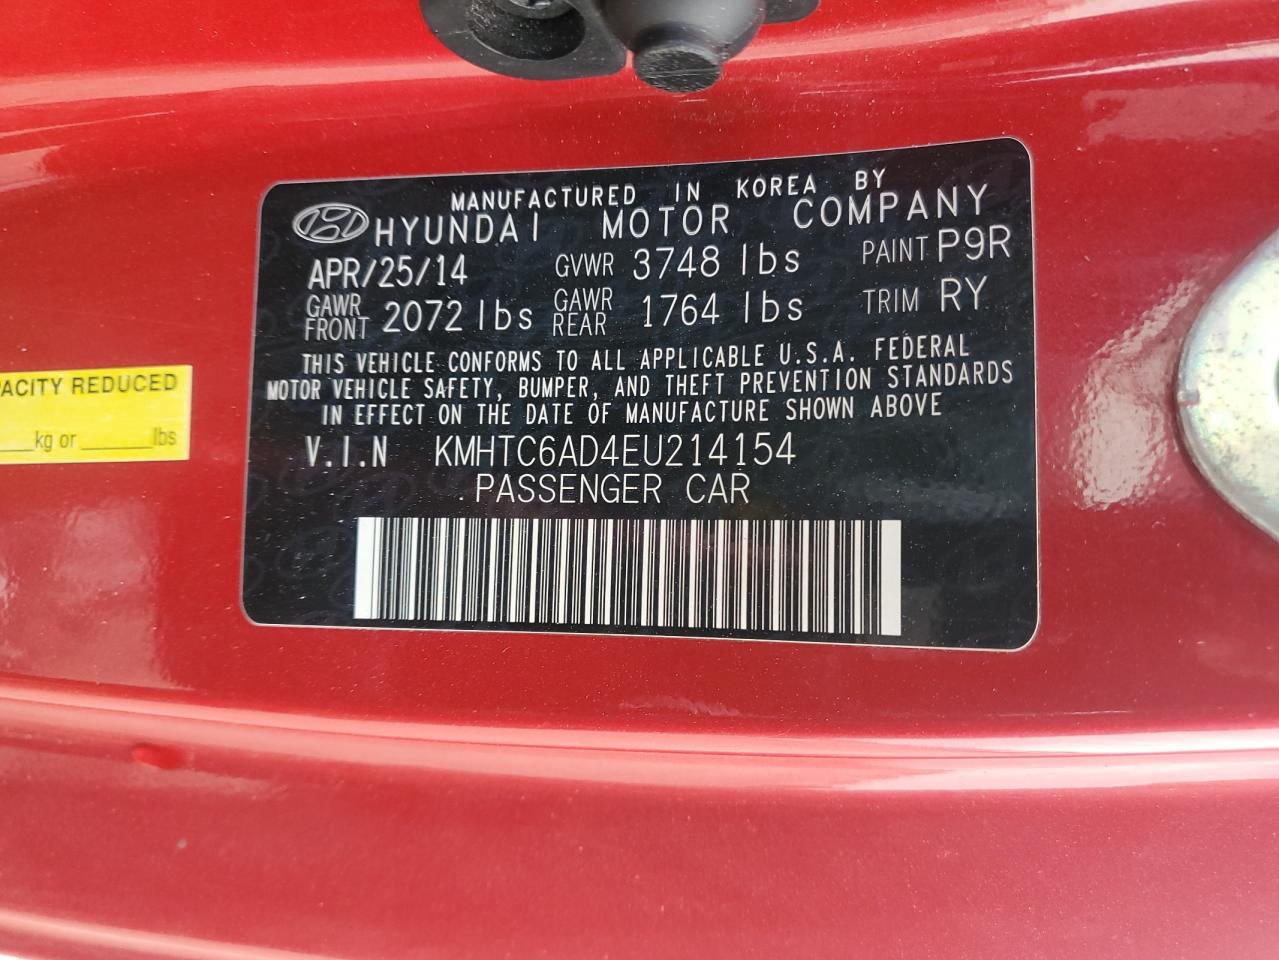 MANUFACTURED IN KOREA BY
HYUNDAI MOTOR COMPANY
APR/25/14 GVWR 3748 lbs PAINT P9R
GAWR FRONT 2072 lbs GAWR REAR 1764 lbs TRIM RY
THIS VEHICLE CONFORMS TO ALL APPLICABLE U.S.A. FEDERAL
MOTOR VEHICLE SAFETY, BUMPER, AND THEFT PREVENTION STANDARDS
IN EFFECT ON THE DATE OF MANUFACTURE SHOWN ABOVE
V.I.N KMHTC6AD4EU214154
PASSENGER CAR
ACITY REDUCED
kg or lbs